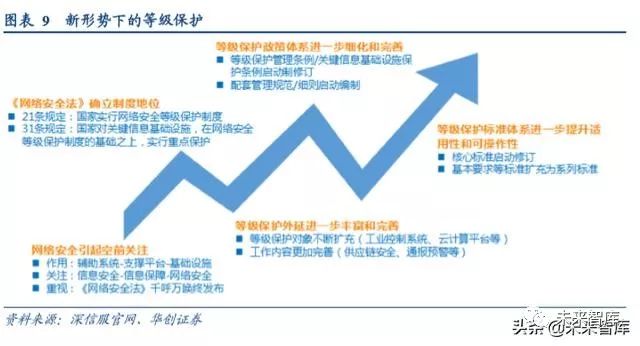 图表 9 新形势下的等级保护
等级保护政策体系进一步细化和完善
等级保护管理条例/关键信息基础设施保
护条例启动制修订
配套管理规范/细则启动编制
《网络安全法》确立制度地位
21条规定：国家实行网络安全等级保护制度
31条规定：国家对关键信息基础设施，在网络安全
等级保护制度的基础之上，实行重点保护
等级保护标准体系进一步提升适
用性和可操作性
核心标准启动修订
基本要求等标准扩充为系列标准
等级保护外延进一步丰富和完善
等级保护对象不断扩充（工业控制系统、云计算平台等）
工作内容更加完善（供应链安全、通报预警等）
网络安全引起空前关注
作用：辅助系统-支撑平台-基础设施
关注：信息安全-信息保障-网络安全
重视：《网络安全法》千呼万唤终发布
资料来源：深信服官网、华创证券
未来智库
头条@未来智库